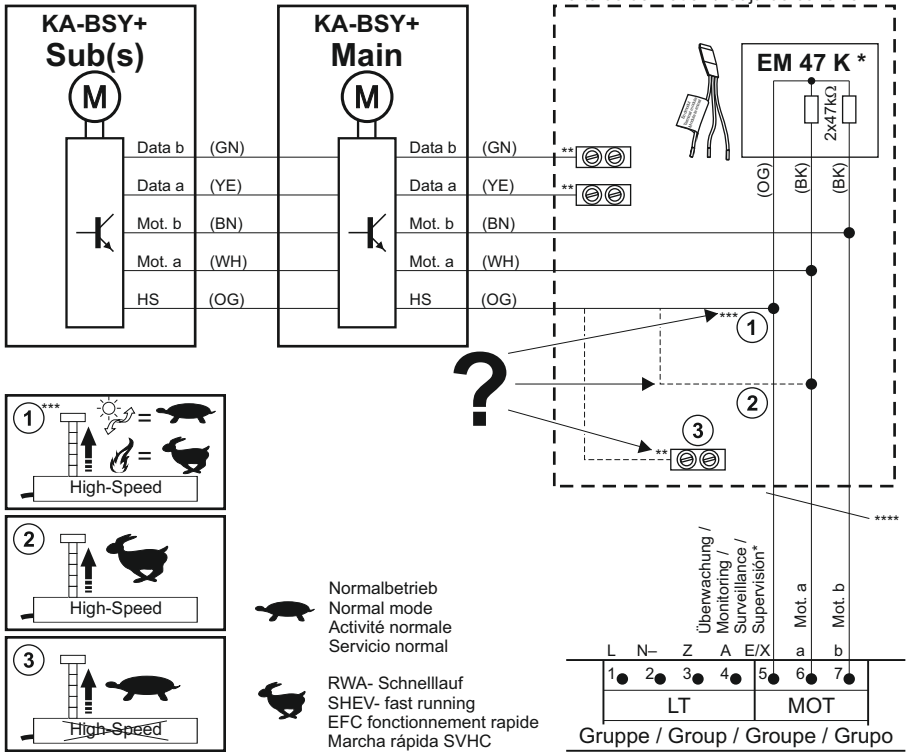 KA-BSY+
Sub(s)
M
Data b (GN)
Data a (YE)
Mot. b (BN)
Mot. a (WH)
HS (OG)
KA-BSY+
Main
M
Data b (GN)
Data a (YE)
Mot. b (BN)
Mot. a (WH)
HS (OG)
**
**
EM 47 K *
2x47kΩ
(OG)
(BK)
(BK)
***
1
2
3
**
?
****
1 ***
=
=
High-Speed
2
High-Speed
3
High-Speed
Normalbetrieb
Normal mode
Activité normale
Servicio normal
RWA- Schnelllauf
SHEV- fast running
EFC fonctionnement rapide
Marcha rápida SVHC
Überwachung /
Monitoring /
Surveillance /
Supervisión*
Mot. a
Mot. b
L N– Z A E/X a b
1 2 3 4 5 6 7
LT MOT
Gruppe / Group / Groupe / Grupo